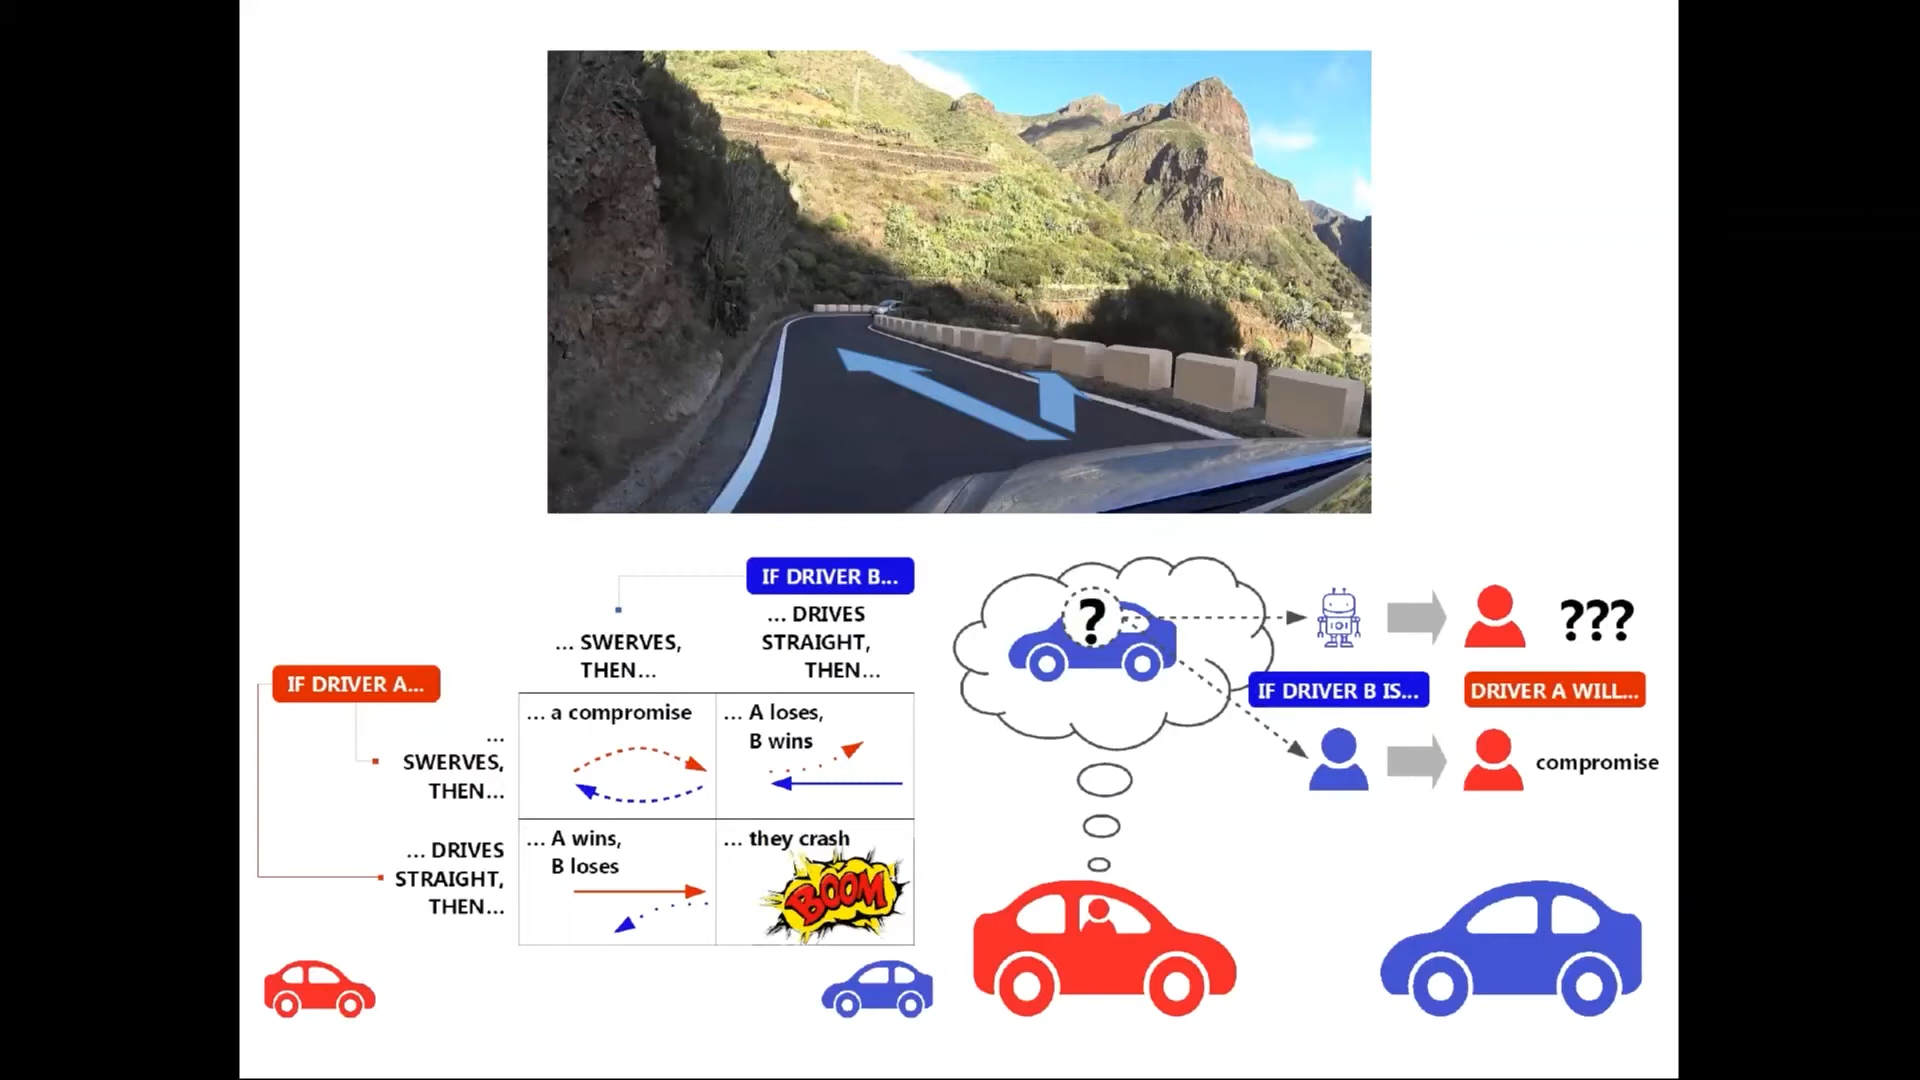 IF DRIVER B...
... DRIVES
STRAIGHT,
THEN...
... SWERVES,
THEN...
IF DRIVER A...
...
SWERVES,
THEN...
... a compromise
... A loses,
B wins
... DRIVES
STRAIGHT,
THEN...
... A wins,
B loses
... they crash
BOOM
?
???
IF DRIVER B IS...
DRIVER A WILL...
compromise